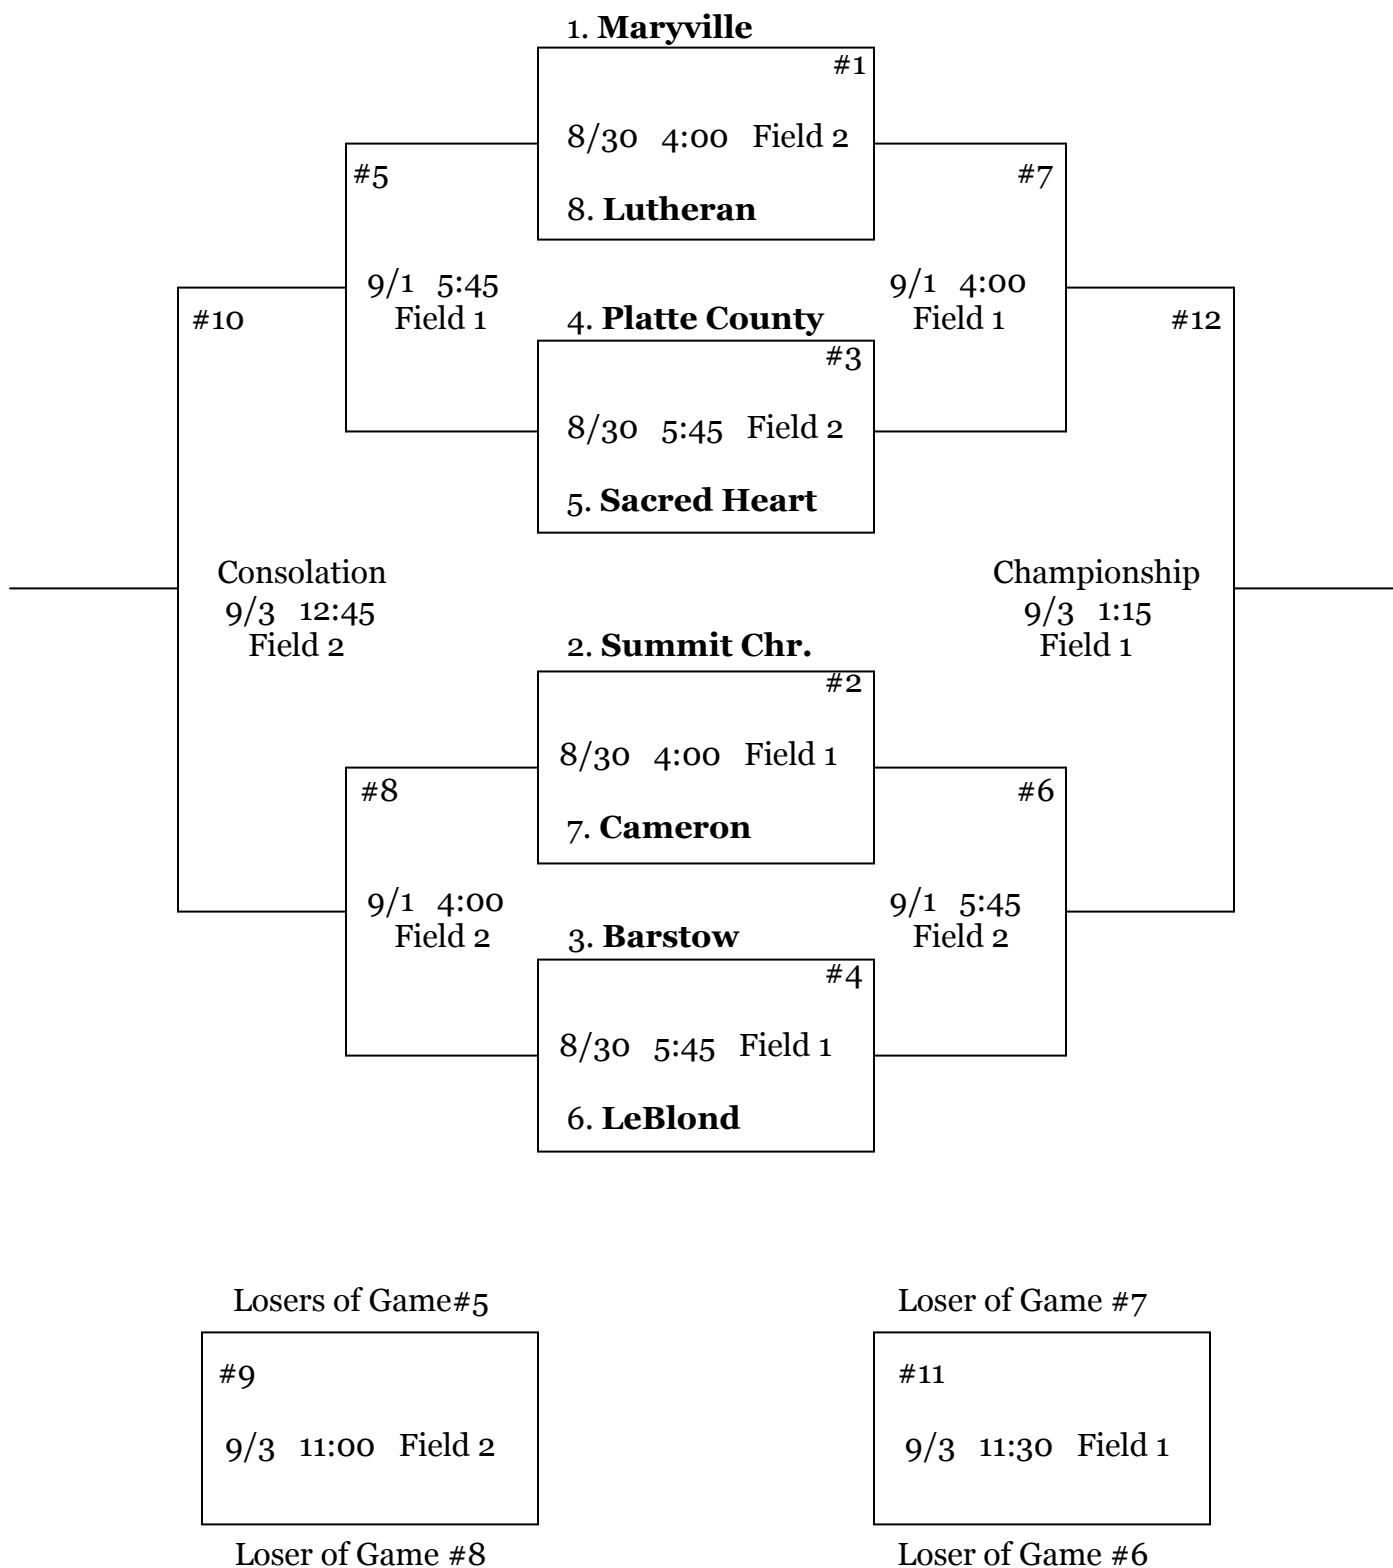 1. Maryville
#1
8/30 4:00 Field 2
#5
#7
8. Lutheran
9/1 5:45
Field 1
9/1 4:00
Field 1
#10
4. Platte County
#12
#3
8/30 5:45 Field 2
5. Sacred Heart
Consolation
9/3 12:45
Field 2
Championship
9/3 1:15
Field 1
2. Summit Chr.
#2
8/30 4:00 Field 1
#8
#6
7. Cameron
9/1 4:00
Field 2
9/1 5:45
Field 2
3. Barstow
#4
8/30 5:45 Field 1
6. LeBlond
Losers of Game#5
#9
9/3 11:00 Field 2
Loser of Game #8
Loser of Game #7
#11
9/3 11:30 Field 1
Loser of Game #6